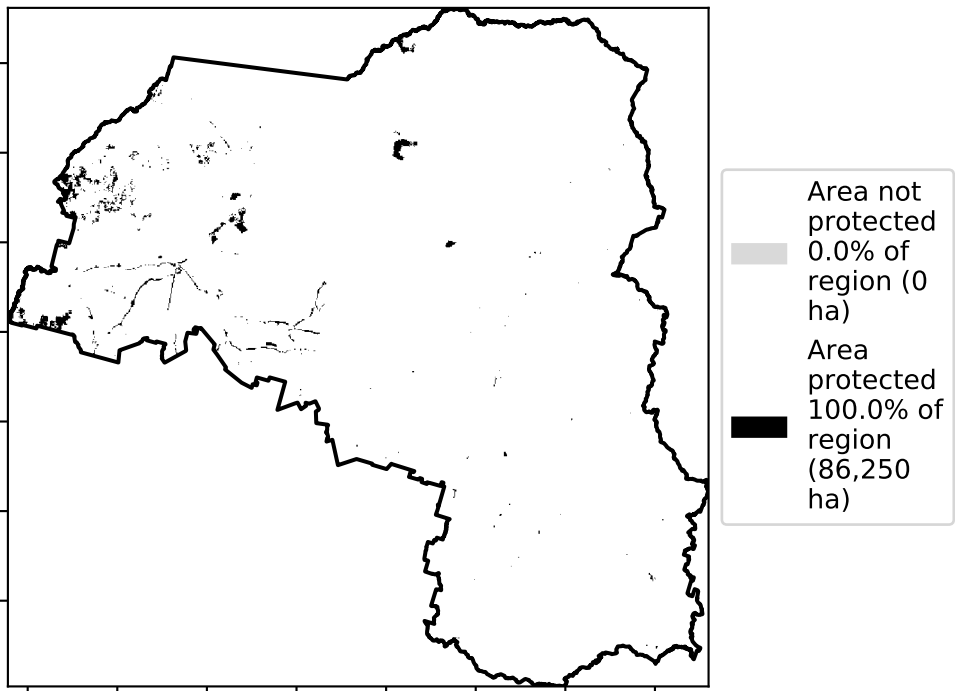 Area not
protected
0.0% of
region (0
ha)
Area
protected
100.0% of
region
(86,250
ha)